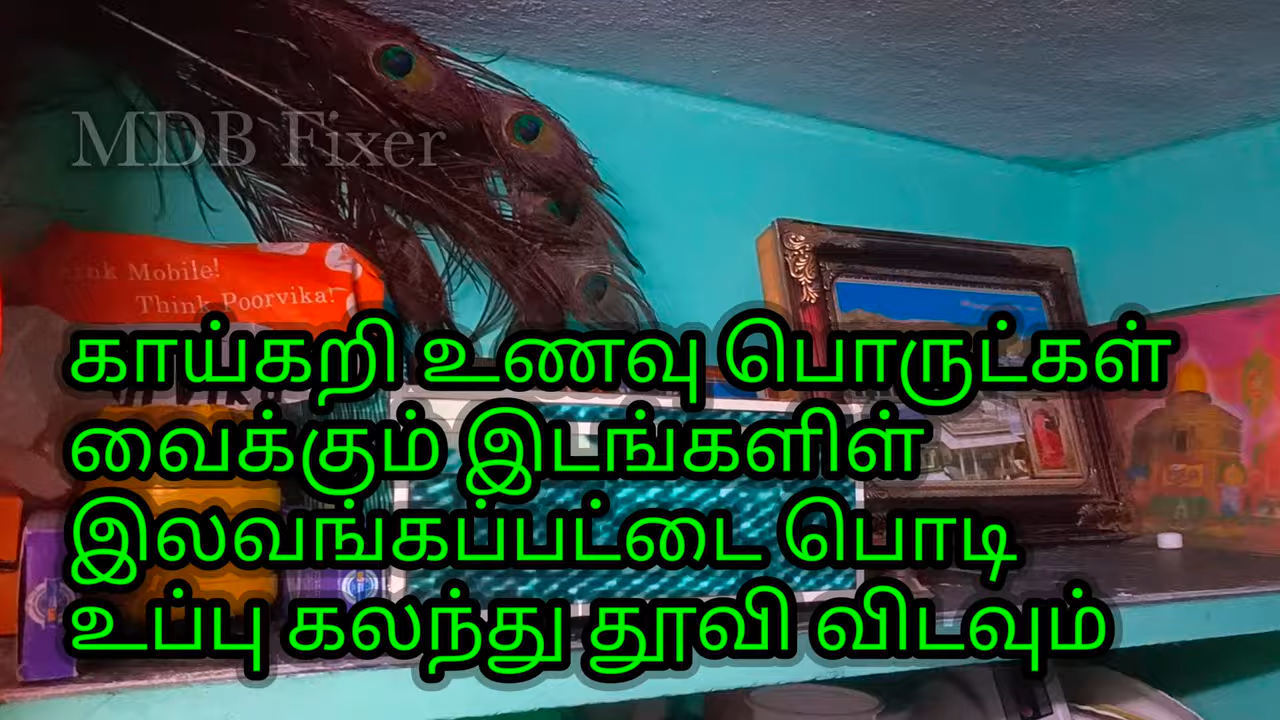 MDB Fixer
Think Mobile!
Think Poorvika!
காய்கறி உணவு பொருட்கள்
வைக்கும் இடங்களில்
இலவங்கப்பட்டை பொடி
உப்பு கலந்து தூவி விடவும்